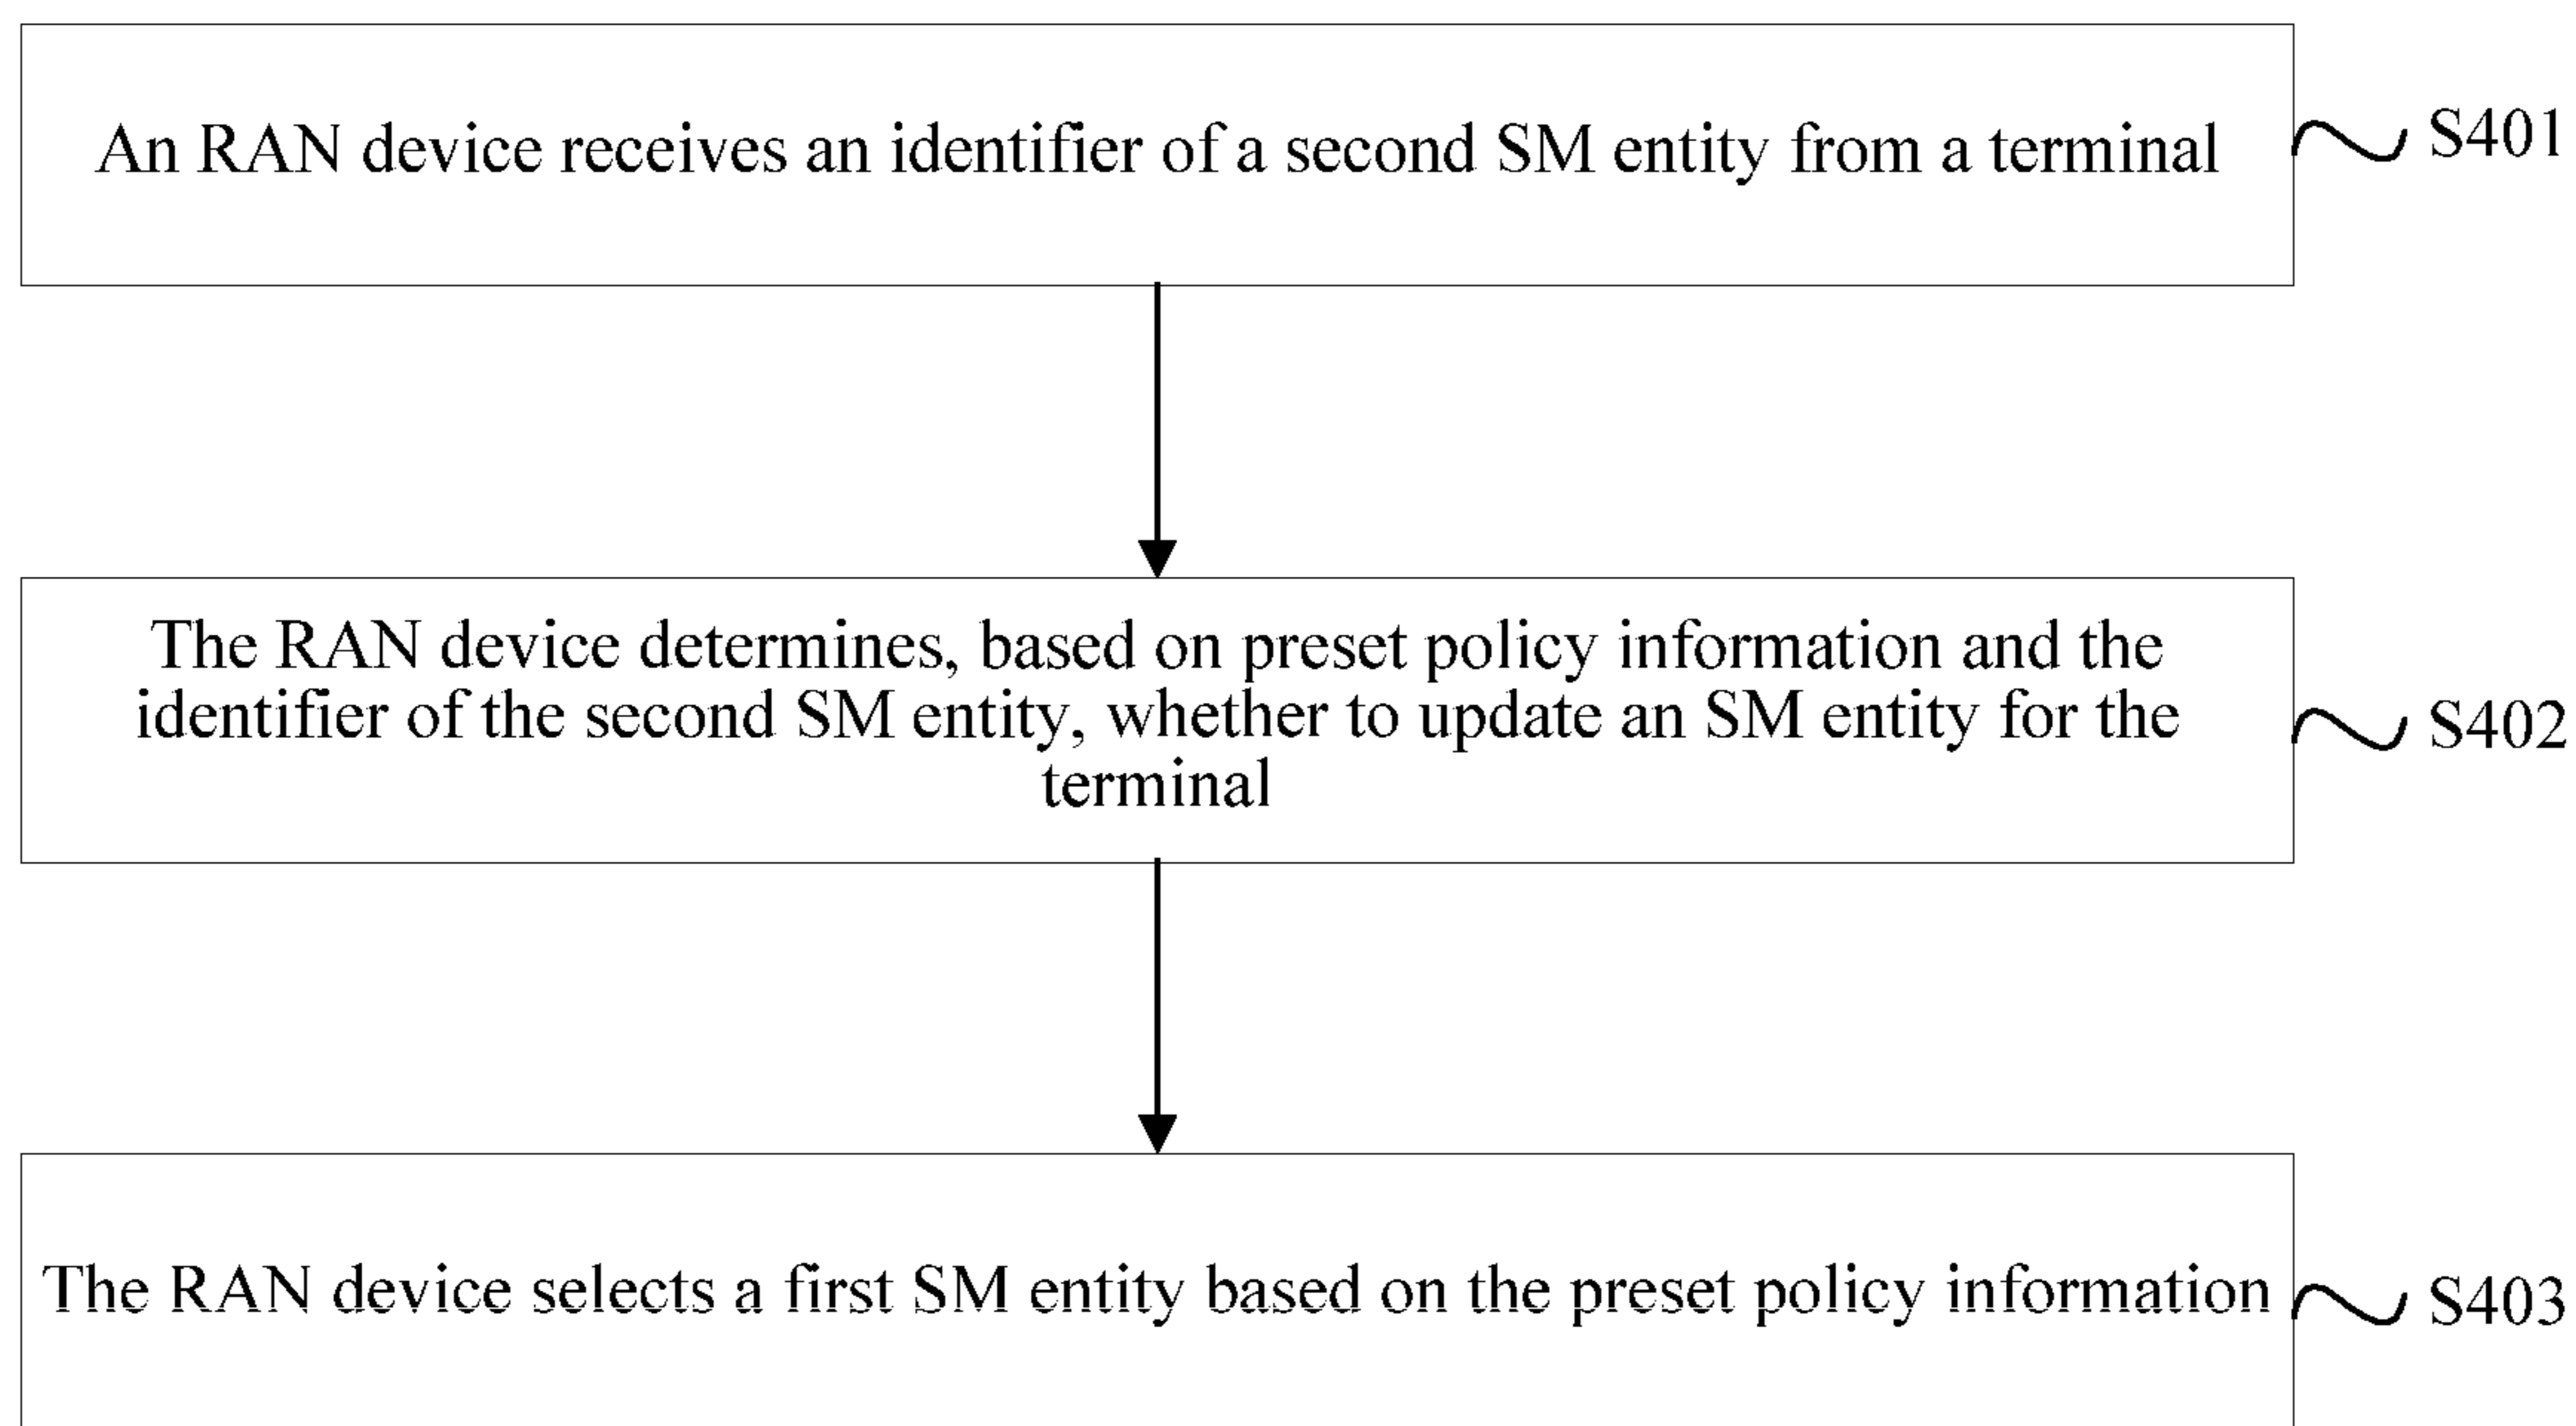 An RAN device receives an identifier of a second SM entity from a terminal
S401
The RAN device determines, based on preset policy information and the
identifier of the second SM entity, whether to update an SM entity for the
terminal
S402
The RAN device selects a first SM entity based on the preset policy information
S403